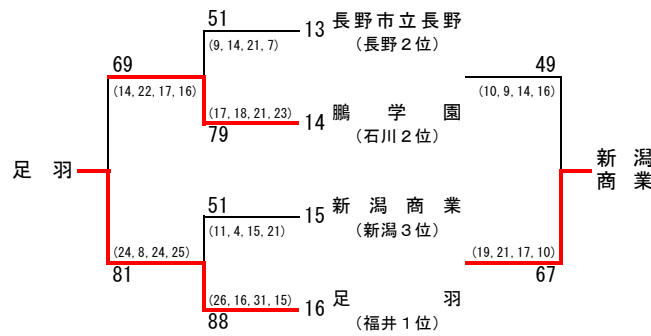 51
13 長野市立長野
(9, 14, 21, 7)
(長野２位)
69
49
(14, 22, 17, 16)
(17, 18, 21, 23)
(10, 9, 14, 16)
14 鵬学園
79
(石川２位)
足羽
新潟
商業
51
15 新潟商業
(11, 4, 15, 21)
(新潟３位)
(24, 8, 24, 25)
(19, 21, 17, 10)
81
67
(26, 16, 31, 15)
16 足羽
88
(福井１位)